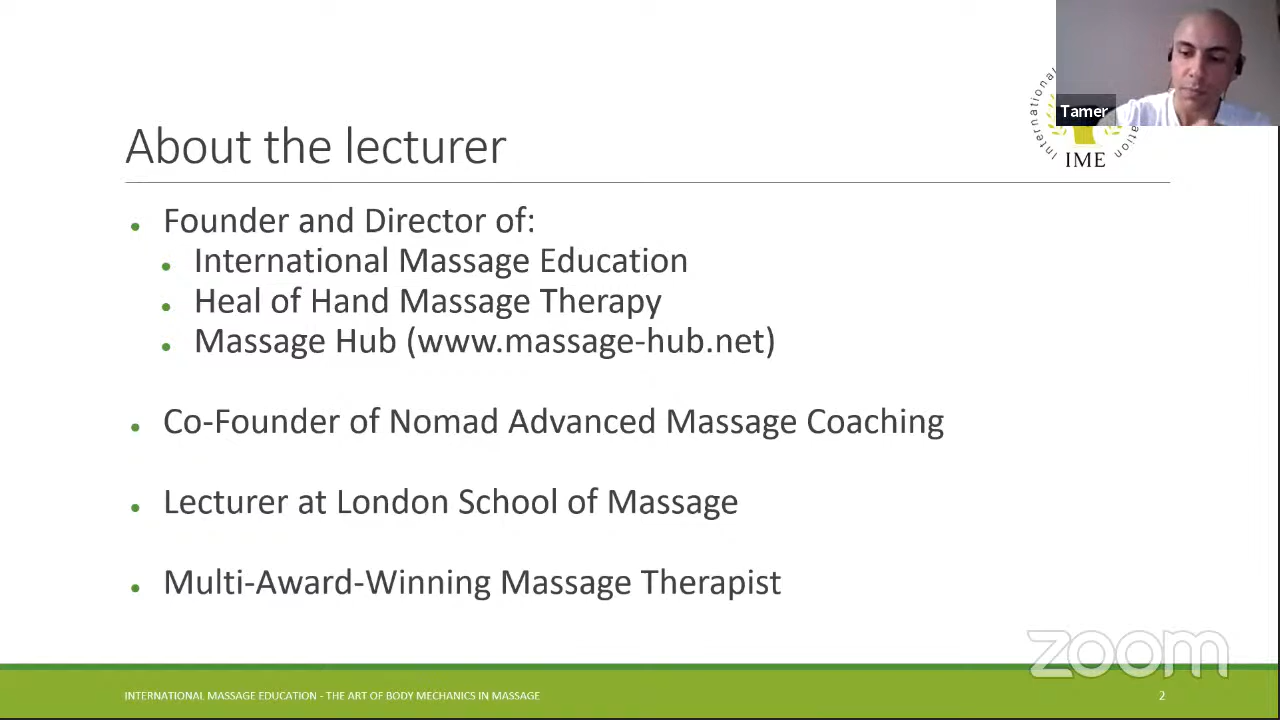 Tamer
International
ation
IME
About the lecturer
Founder and Director of:
International Massage Education
Heal of Hand Massage Therapy
Massage Hub (www.massage-hub.net)
Co-Founder of Nomad Advanced Massage Coaching
Lecturer at London School of Massage
Multi-Award-Winning Massage Therapist
zoom
INTERNATIONAL MASSAGE EDUCATION - THE ART OF BODY MECHANICS IN MASSAGE
2